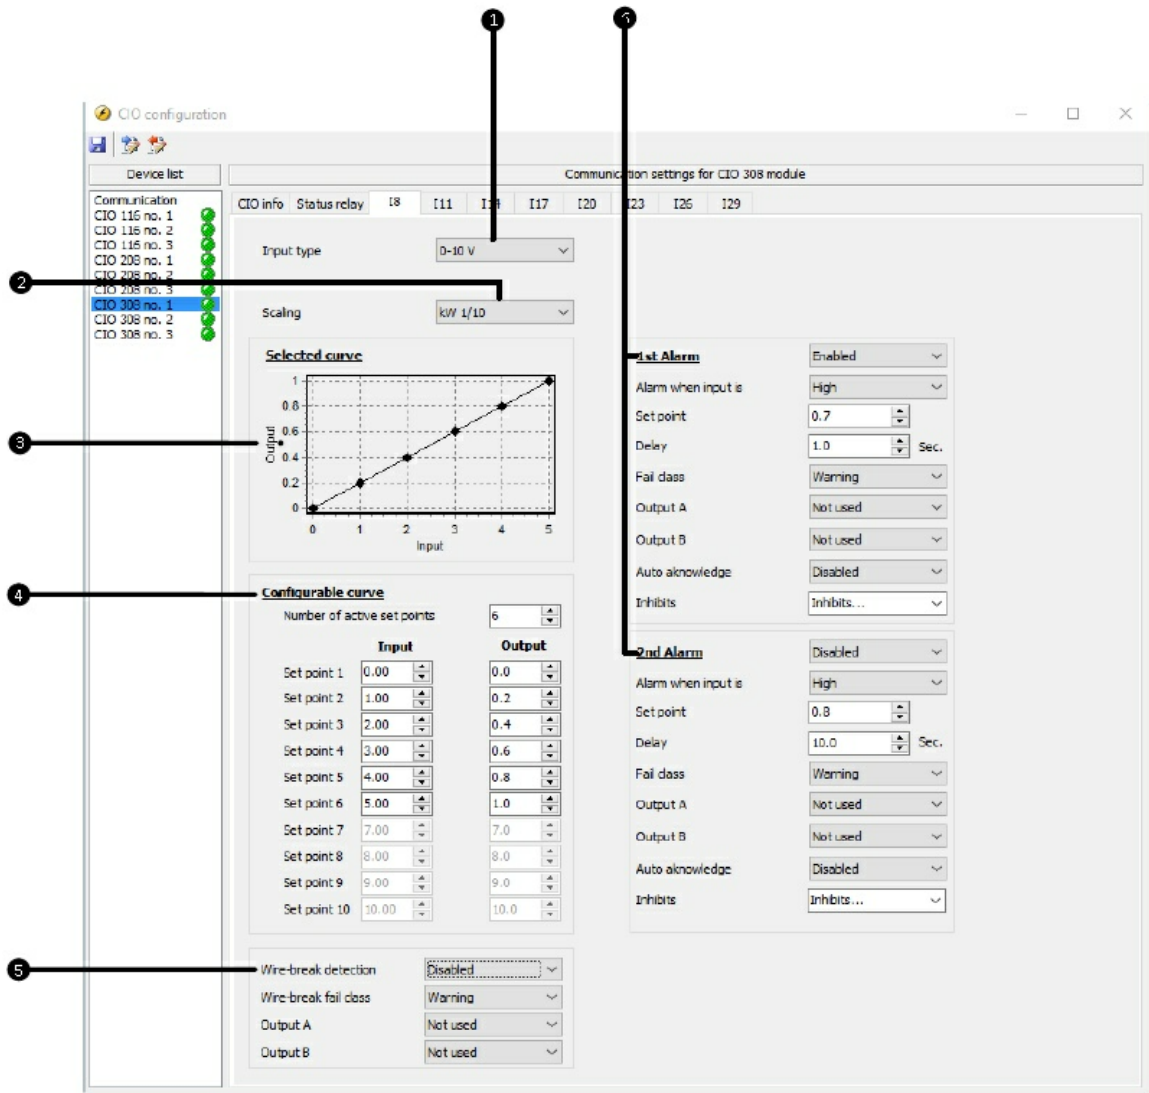 1
6
CIO configuration
Device list
Communication settings for CIO 308 module
Communication
CIO 116 no. 1
CIO 116 no. 2
CIO 116 no. 3
CIO 208 no. 1
CIO 208 no. 2
CIO 208 no. 3
CIO 308 no. 1
CIO 308 no. 2
CIO 308 no. 3
CIO info Status relay I8 I11 I14 I17 I20 I23 I26 I29
Input type 0-10 V
2
Scaling kW 1/10
Selected curve
1
0.8
0.6
0.4
0.2
0
Output
0 1 2 3 4 5
Input
3
4
Configurable curve
Number of active set points 6
Input Output
Set point 1 0.00 0.0
Set point 2 1.00 0.2
Set point 3 2.00 0.4
Set point 4 3.00 0.6
Set point 5 4.00 0.8
Set point 6 5.00 1.0
Set point 7 7.00 7.0
Set point 8 8.00 8.0
Set point 9 9.00 9.0
Set point 10 10.00 10.0
5
Wire-break detection Disabled
Wire-break fail class Warning
Output A Not used
Output B Not used
1st Alarm Enabled
Alarm when input is High
Set point 0.7
Delay 1.0 Sec.
Fail class Warning
Output A Not used
Output B Not used
Auto aknowledge Disabled
Inhibits Inhibits...
2nd Alarm Disabled
Alarm when input is High
Set point 0.8
Delay 10.0 Sec.
Fail class Warning
Output A Not used
Output B Not used
Auto aknowledge Disabled
Inhibits Inhibits...